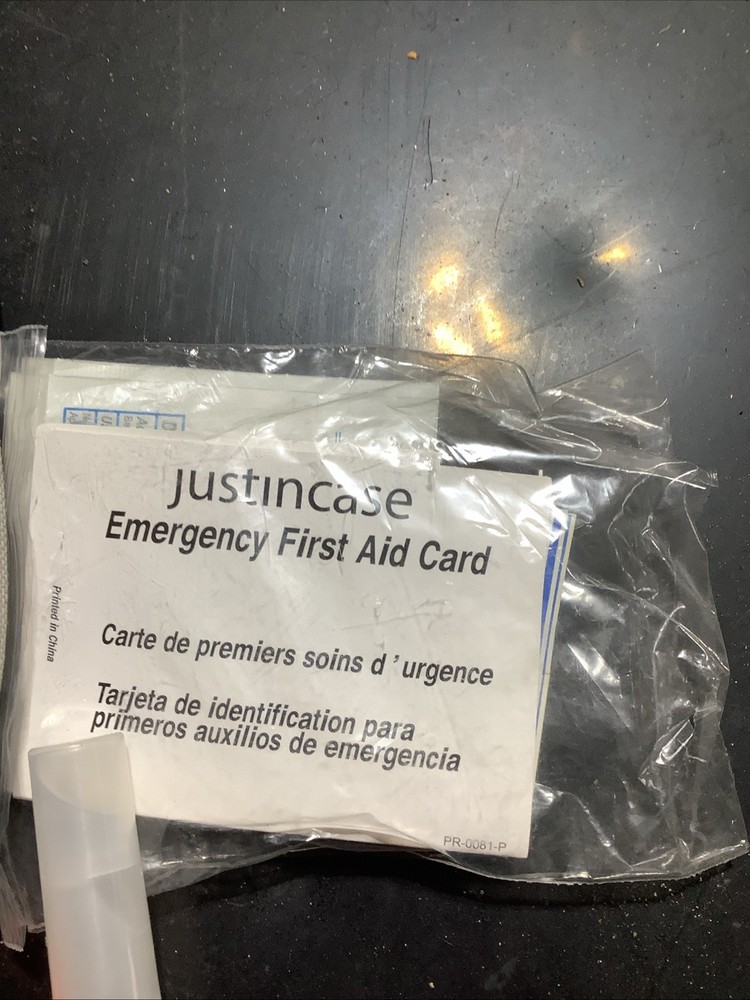 justincase
Emergency First Aid Card
Printed in China
Carte de premiers soins d'urgence
Tarjeta de identification para
primeros auxilios de emergencia
PR-0081-P